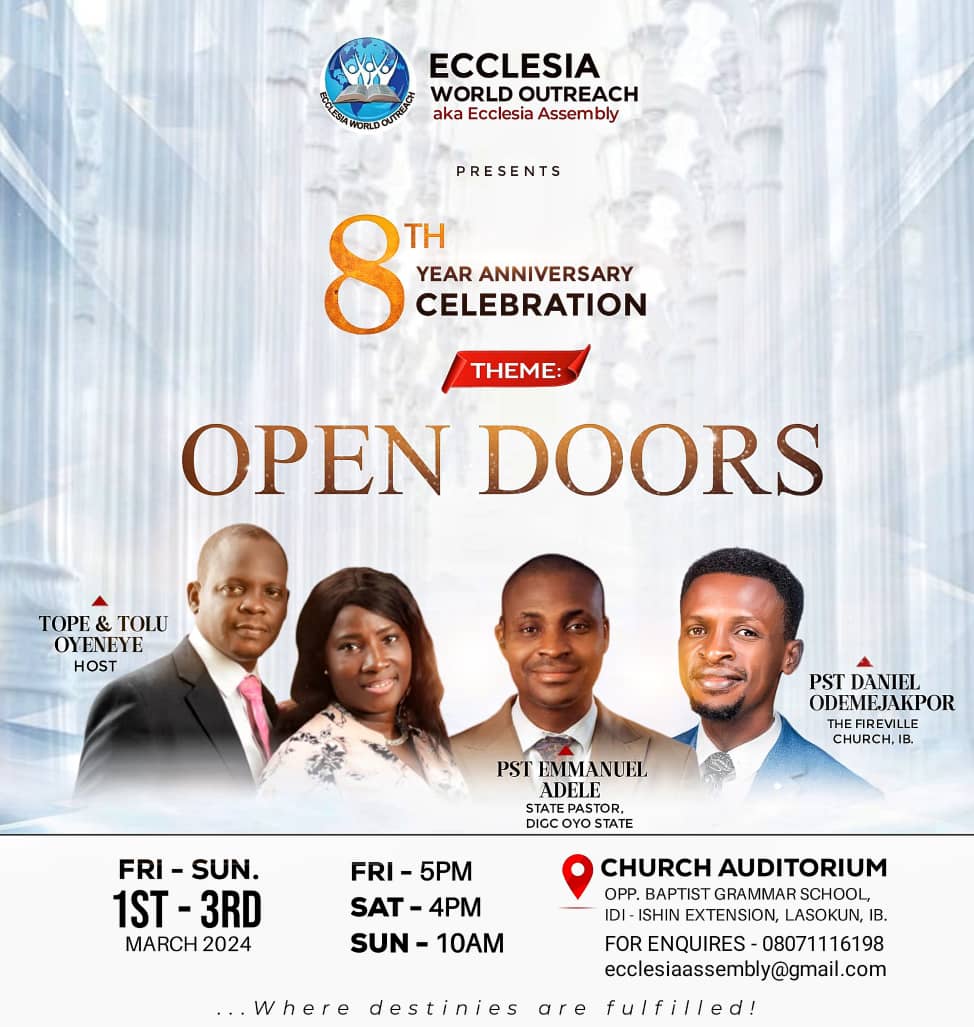 ECCLESIA WORLD OUTREACH
ECCLESIA
WORLD OUTREACH
aka Ecclesia Assembly
PRESENTS
8TH
YEAR ANNIVERSARY
CELEBRATION
THEME:
OPEN DOORS
TOPE & TOLU
OYENEYE
HOST
PST EMMANUEL
ADELE
STATE PASTOR,
DIGC OYO STATE
PST DANIEL
ODEMEJAKPOR
THE FIREVILLE
CHURCH, IB.
FRI - SUN.
1ST - 3RD
MARCH 2024
FRI - 5PM
SAT - 4PM
SUN - 10AM
CHURCH AUDITORIUM
OPP. BAPTIST GRAMMAR SCHOOL,
IDI - ISHIN EXTENSION, LASOKUN, IB.
FOR ENQUIRES - 08071116198
ecclesiaassembly@gmail.com
...Where destinies are fulfilled!